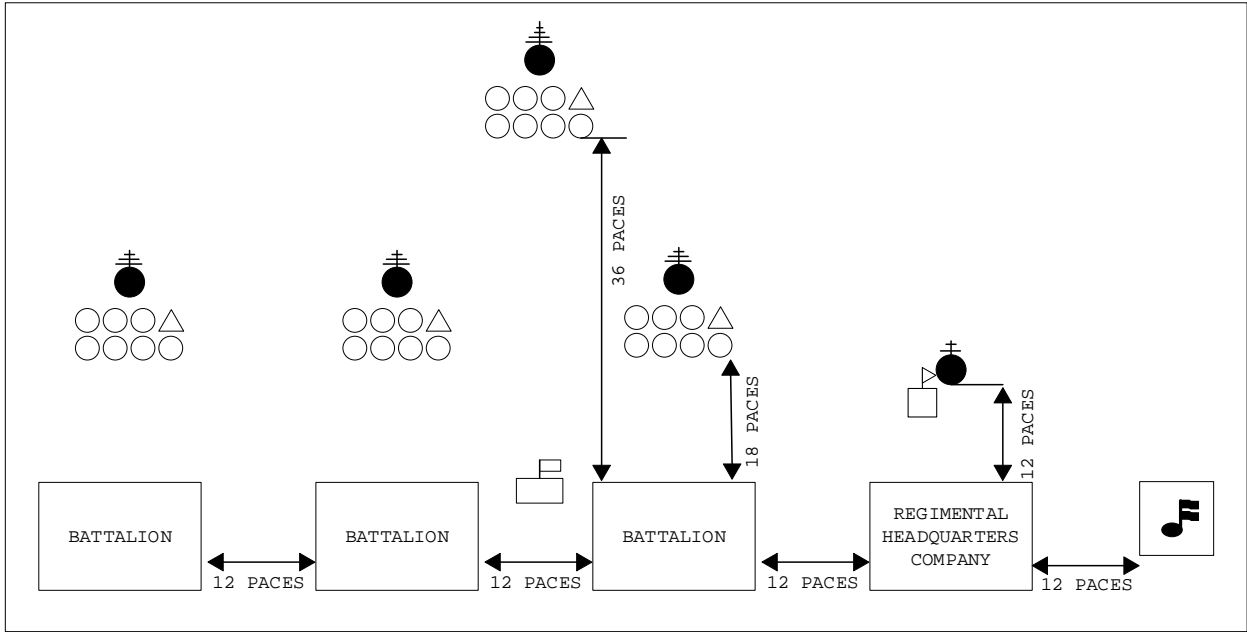 36 PACES
18 PACES
12 PACES
BATTALION
BATTALION
BATTALION
REGIMENTAL
HEADQUARTERS
COMPANY
12 PACES
12 PACES
12 PACES
12 PACES